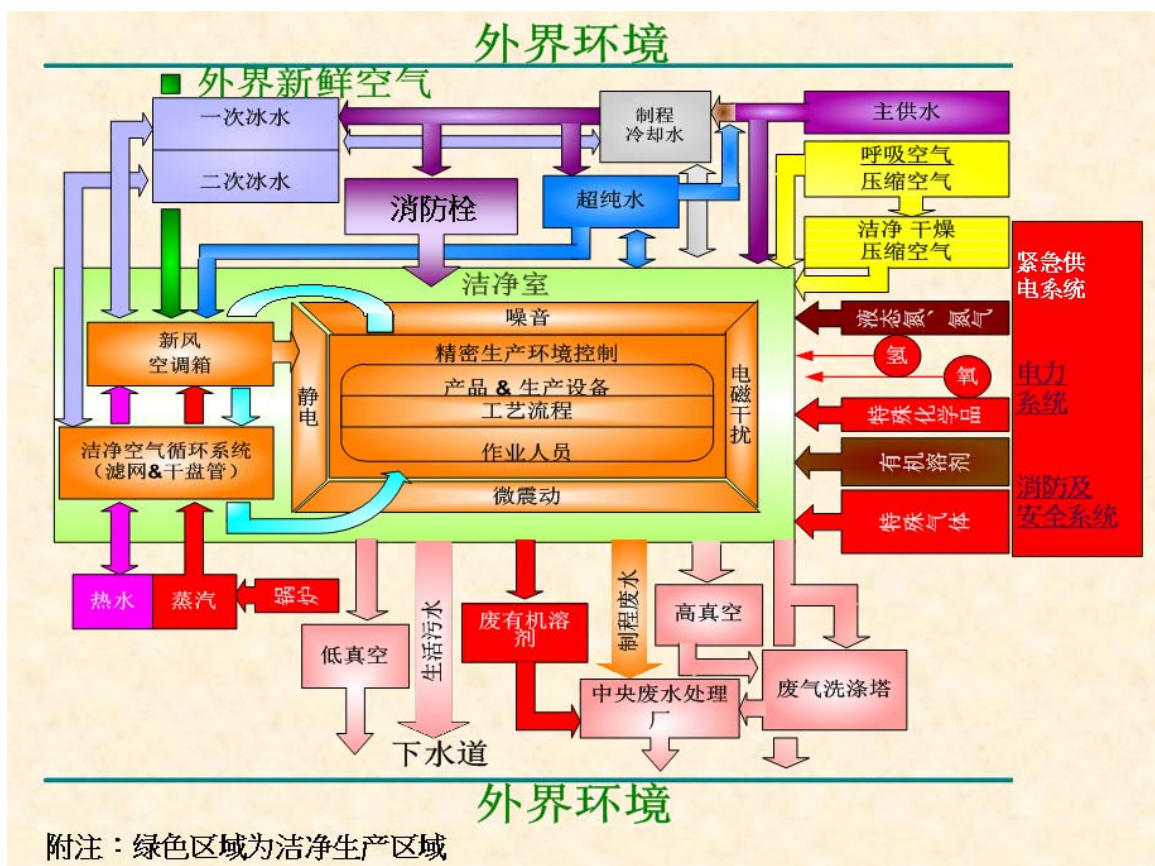 外界环境
外界新鲜空气
一次冰水
二次冰水
制程
冷却水
主供水
呼吸空气
压缩空气
消防栓
超纯水
洁净 干燥
压缩空气
紧急供
电系统
洁净室
噪音
液态氮、氮气
新风
空调箱
精密生产环境控制
氢
氧
电力
系统
静电
产品 & 生产设备
工艺流程
作业人员
电磁干扰
特殊化学品
洁净空气循环系统
（滤网&干盘管）
有机溶剂
微震动
特殊气体
消防及
安全系统
热水
蒸汽
锅炉
低真空
生活污水
废有机溶
剂
制程废水
高真空
中央废水处理
厂
废气洗涤塔
下水道
外界环境
附注：绿色区域为洁净生产区域